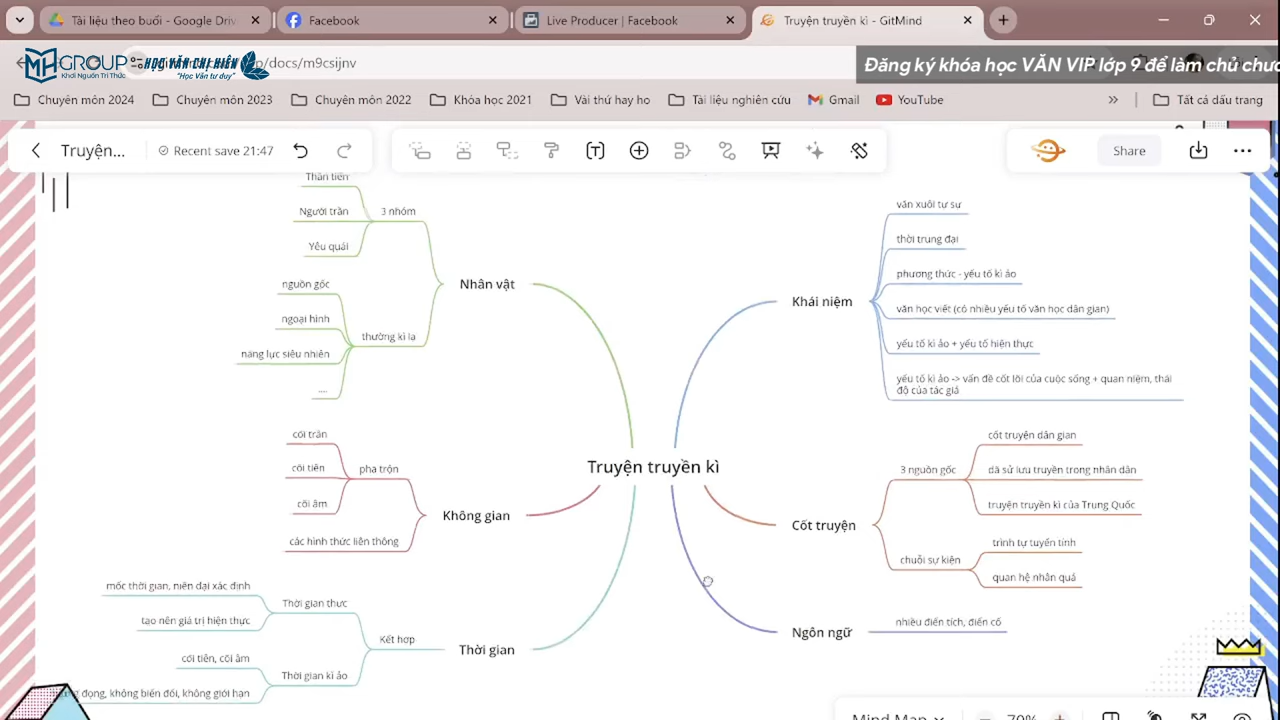 Tài liệu theo buổi - Google Driv
Facebook
Live Producer | Facebook
Truyện truyền kì - GitMind
MH GROUP
Khơi Nguồn Tri Thức
HỌC VĂN CHỊ HIÊN
"Học Văn tư duy"
p/docs/m9csijnv
Đăng ký khóa học VĂN VIP lớp 9 để làm chủ chươ
Chuyên môn 2024
Chuyên môn 2023
Chuyên môn 2022
Khóa học 2021
Vài thứ hay ho
Tài liệu nghiên cứu
Gmail
YouTube
Tất cả dấu trang
Truyện...
Recent save 21:47
Share
Thần tiên
Người trần
3 nhóm
Yêu quái
Nhân vật
nguồn gốc
ngoại hình
thường kì lạ
năng lực siêu nhiên
....
cõi trần
cõi tiên
pha trộn
cõi âm
Không gian
các hình thức liên thông
mốc thời gian, niên đại xác định
Thời gian thực
tạo nên giá trị hiện thực
Kết hợp
Thời gian
cõi tiên, cõi âm
Thời gian kì ảo
đọng, không biến đổi, không giới hạn
Truyện truyền kì
văn xuôi tự sự
thời trung đại
phương thức - yếu tố kì ảo
Khái niệm
văn học viết (có nhiều yếu tố văn học dân gian)
yếu tố kì ảo + yếu tố hiện thực
yếu tố kì ảo -> vấn đề cốt lõi của cuộc sống + quan niệm, thái
độ của tác giả
cốt truyện dân gian
3 nguồn gốc
dã sử lưu truyền trong nhân dân
truyện truyền kì của Trung Quốc
Cốt truyện
trình tự tuyến tính
chuỗi sự kiện
quan hệ nhân quả
Ngôn ngữ
nhiều điển tích, điển cố
Mind Map
70%